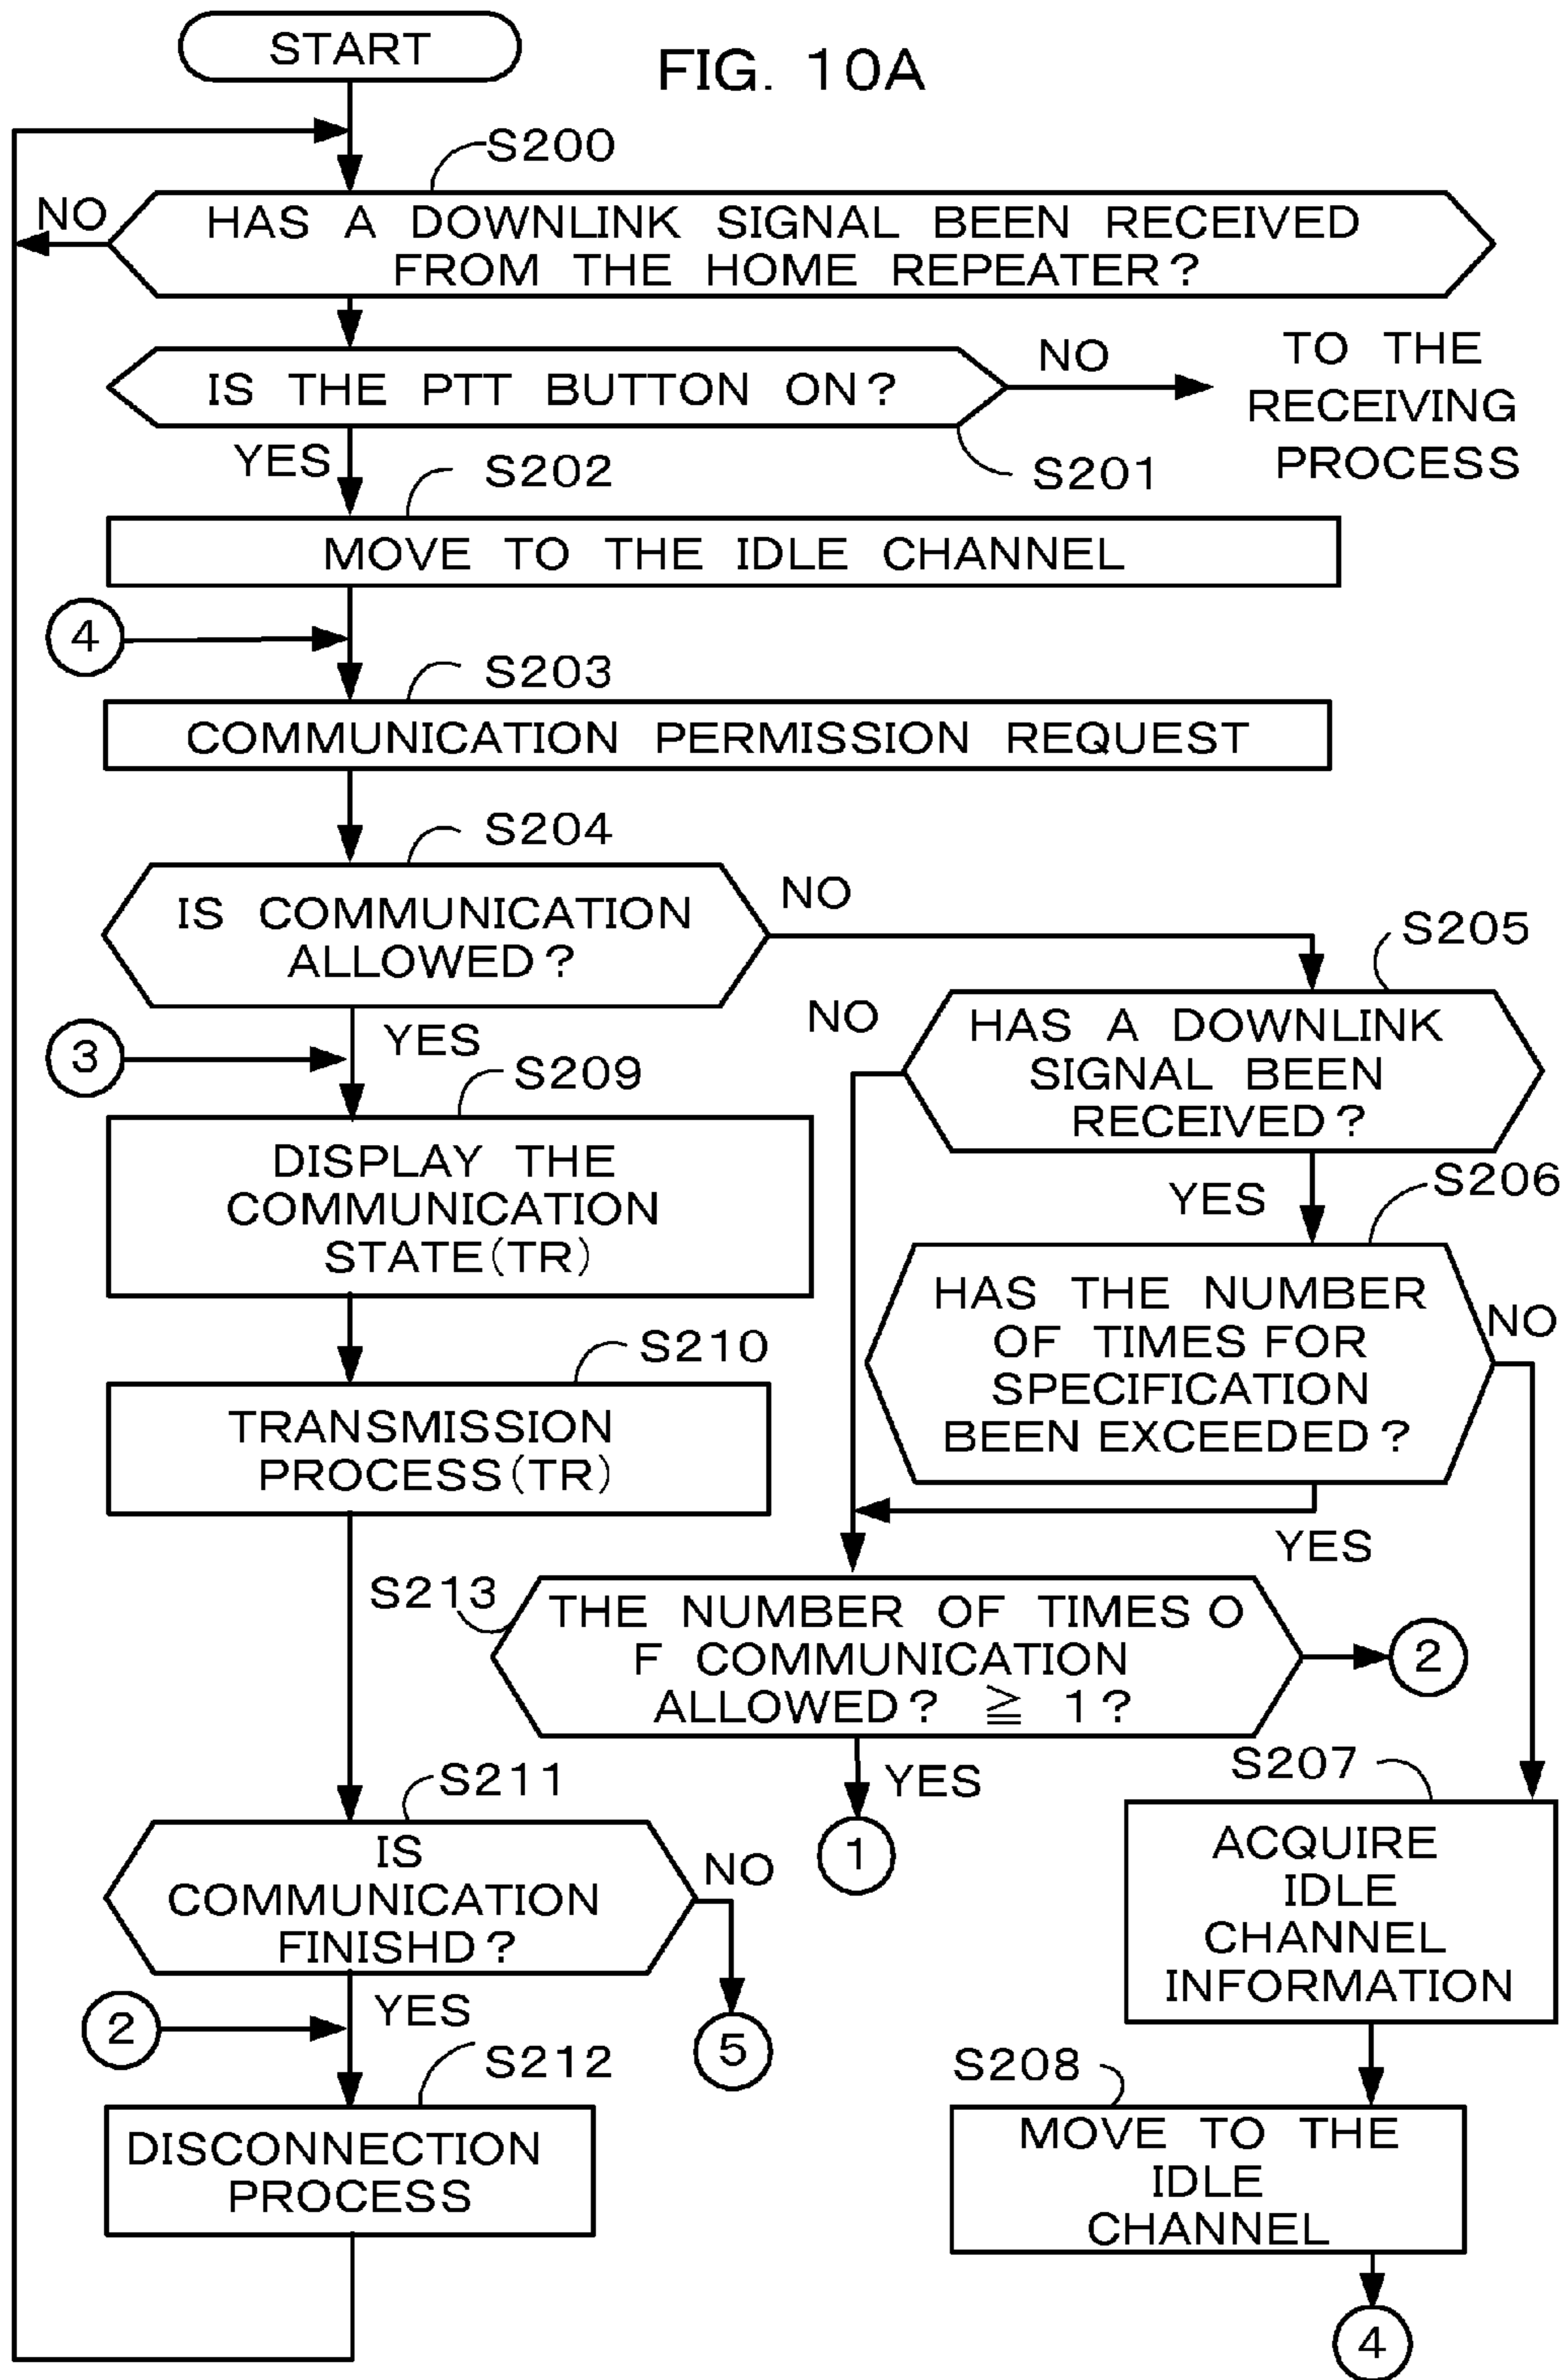 START
FIG. 10A
S200
NO
HAS A DOWNLINK SIGNAL BEEN RECEIVED
FROM THE HOME REPEATER?
IS THE PTT BUTTON ON?
NO
TO THE
RECEIVING
PROCESS
YES
S201
S202
MOVE TO THE IDLE CHANNEL
4
S203
COMMUNICATION PERMISSION REQUEST
S204
IS COMMUNICATION
ALLOWED?
NO
S205
NO
HAS A DOWNLINK
SIGNAL BEEN
RECEIVED?
3
YES
S209
DISPLAY THE
COMMUNICATION
STATE(TR)
YES
S206
HAS THE NUMBER
OF TIMES FOR
SPECIFICATION
BEEN EXCEEDED?
NO
S210
TRANSMISSION
PROCESS(TR)
YES
S213
THE NUMBER OF TIMES O
F COMMUNICATION
ALLOWED? ≧ 1?
2
YES
1
S207
ACQUIRE
IDLE
CHANNEL
INFORMATION
S211
IS
COMMUNICATION
FINISHD?
NO
5
2
YES
S212
DISCONNECTION
PROCESS
S208
MOVE TO THE
IDLE
CHANNEL
4